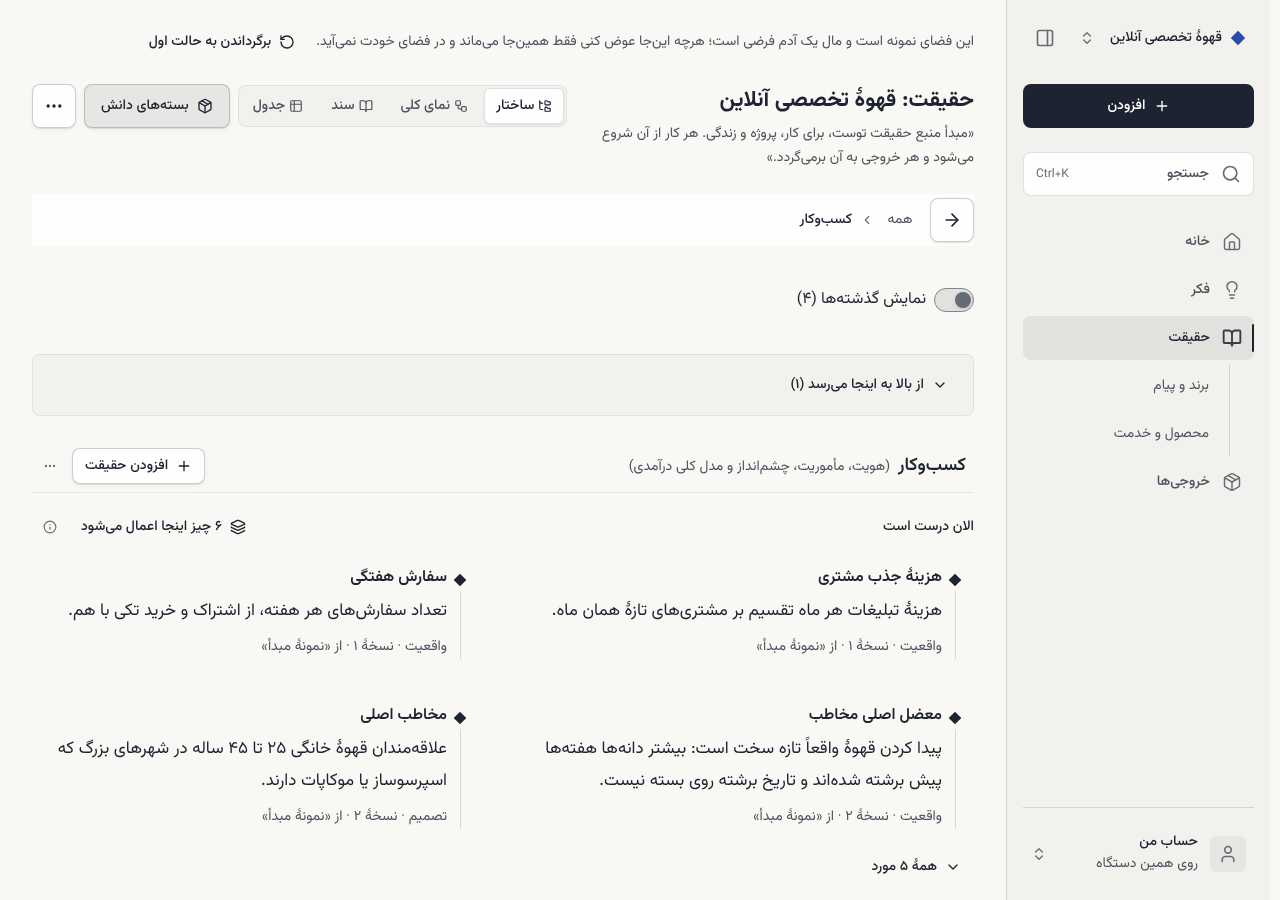 قهوهٔ تخصصی آنلاین
افزودن
جستجو
Ctrl+K
خانه
فکر
حقیقت
برند و پیام
محصول و خدمت
خروجی‌ها
حساب من
روی همین دستگاه
این فضای نمونه است و مال یک آدم فرضی است؛ هرچه این‌جا عوض کنی فقط همین‌جا می‌ماند و در فضای خودت نمی‌آید.
برگرداندن به حالت اول
حقیقت: قهوهٔ تخصصی آنلاین
«مبدأ منبع حقیقت توست، برای کار، پروژه و زندگی. هر کار از آن شروع
می‌شود و هر خروجی به آن برمی‌گردد.»
ساختار
نمای کلی
سند
جدول
بسته‌های دانش
همه
کسب‌وکار
نمایش گذشته‌ها (۴)
از بالا به اینجا می‌رسد (۱)
کسب‌وکار (هویت، مأموریت، چشم‌انداز و مدل کلی درآمدی)
افزودن حقیقت
الان درست است
۶ چیز اینجا اعمال می‌شود
هزینهٔ جذب مشتری
هزینهٔ تبلیغات هر ماه تقسیم بر مشتری‌های تازهٔ همان ماه.
واقعیت · نسخهٔ ۱ · از «نمونهٔ مبدأ»
سفارش هفتگی
تعداد سفارش‌های هر هفته، از اشتراک و خرید تکی با هم.
واقعیت · نسخهٔ ۱ · از «نمونهٔ مبدأ»
معضل اصلی مخاطب
پیدا کردن قهوهٔ واقعاً تازه سخت است: بیشتر دانه‌ها هفته‌ها
پیش برشته شده‌اند و تاریخ برشته روی بسته نیست.
واقعیت · نسخهٔ ۲ · از «نمونهٔ مبدأ»
مخاطب اصلی
علاقه‌مندان قهوهٔ خانگی ۲۵ تا ۴۵ ساله در شهرهای بزرگ که
اسپرسوساز یا موکاپات دارند.
تصمیم · نسخهٔ ۲ · از «نمونهٔ مبدأ»
همهٔ ۵ مورد